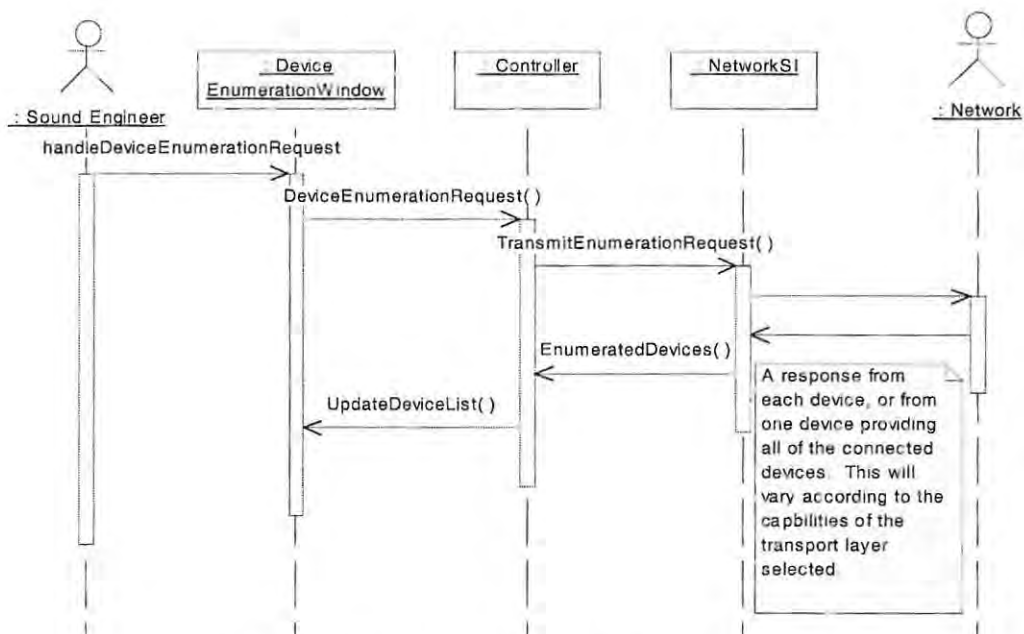 : Device
EnumerationWindow
: Controller
: NetworkSI
: Sound Engineer
: Network
handleDeviceEnumerationRequest
DeviceEnumerationRequest( )
TransmitEnumerationRequest( )
EnumeratedDevices( )
UpdateDeviceList( )
A response from
each device, or from
one device providing
all of the connected
devices. This will
vary according to the
capbilities of the
transport layer
selected